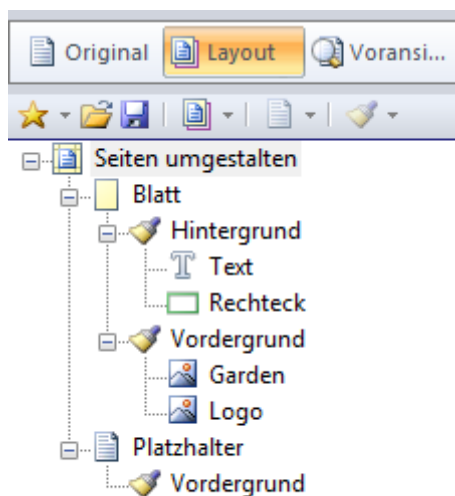 Original Layout Voransi...
Seiten umgestalten
Blatt
Hintergrund
Text
Rechteck
Vordergrund
Garden
Logo
Platzhalter
Vordergrund